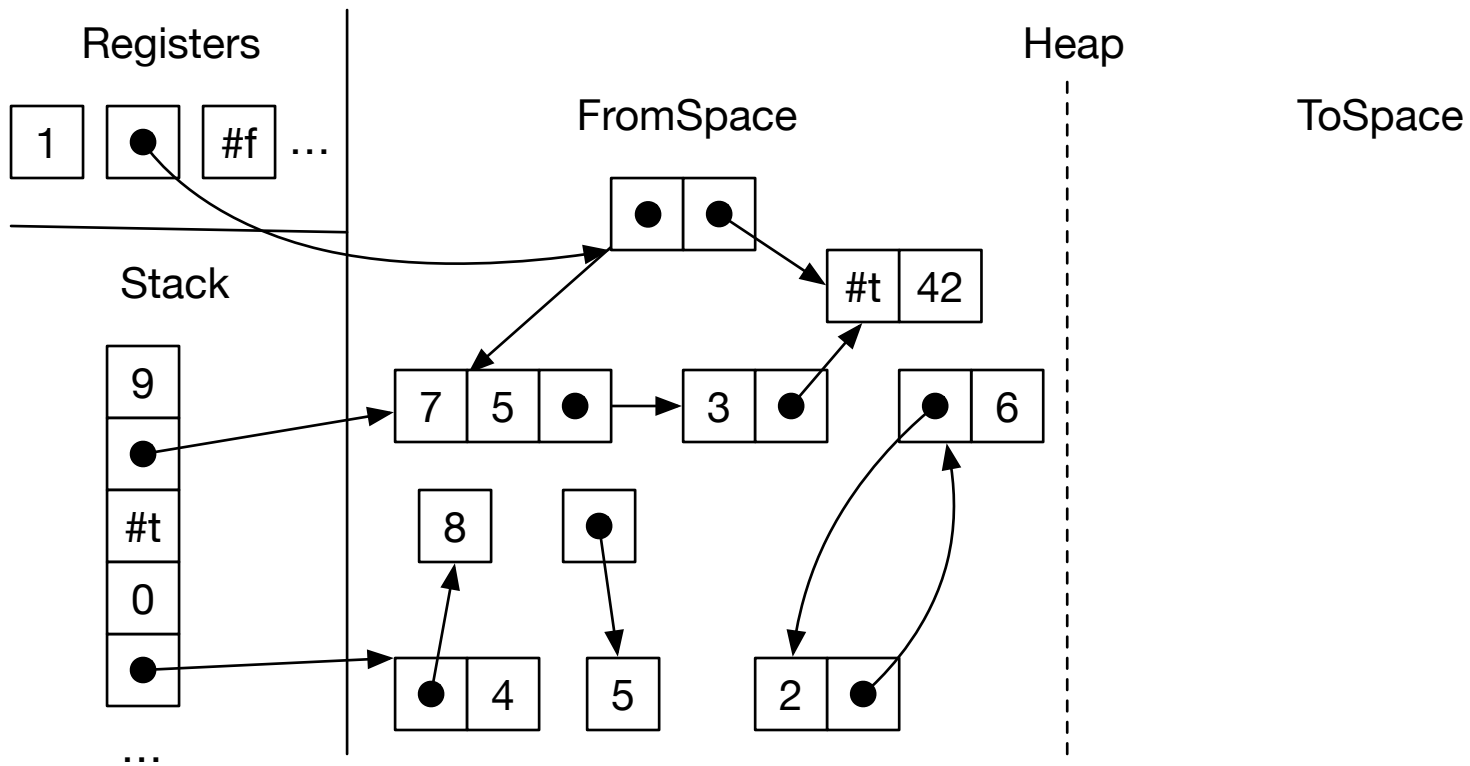 Registers
Heap
FromSpace
ToSpace
1
#f ...
Stack
#t 42
9
7 5
3
6
#t
8
0
4
5
2
...